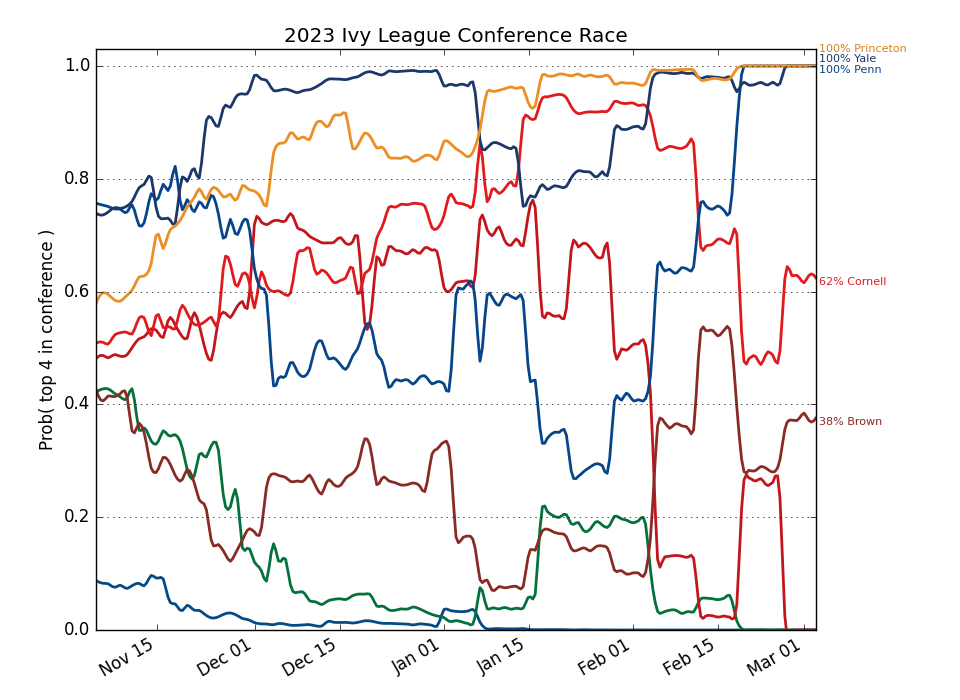 2023 Ivy League Conference Race
100% Princeton
100% Yale
100% Penn
1.0
0.8
62% Cornell
0.6
Prob( top 4 in conference )
0.4
38% Brown
0.2
0.0
Nov 15 Dec 01 Dec 15 Jan 01 Jan 15 Feb 01 Feb 15 Mar 01